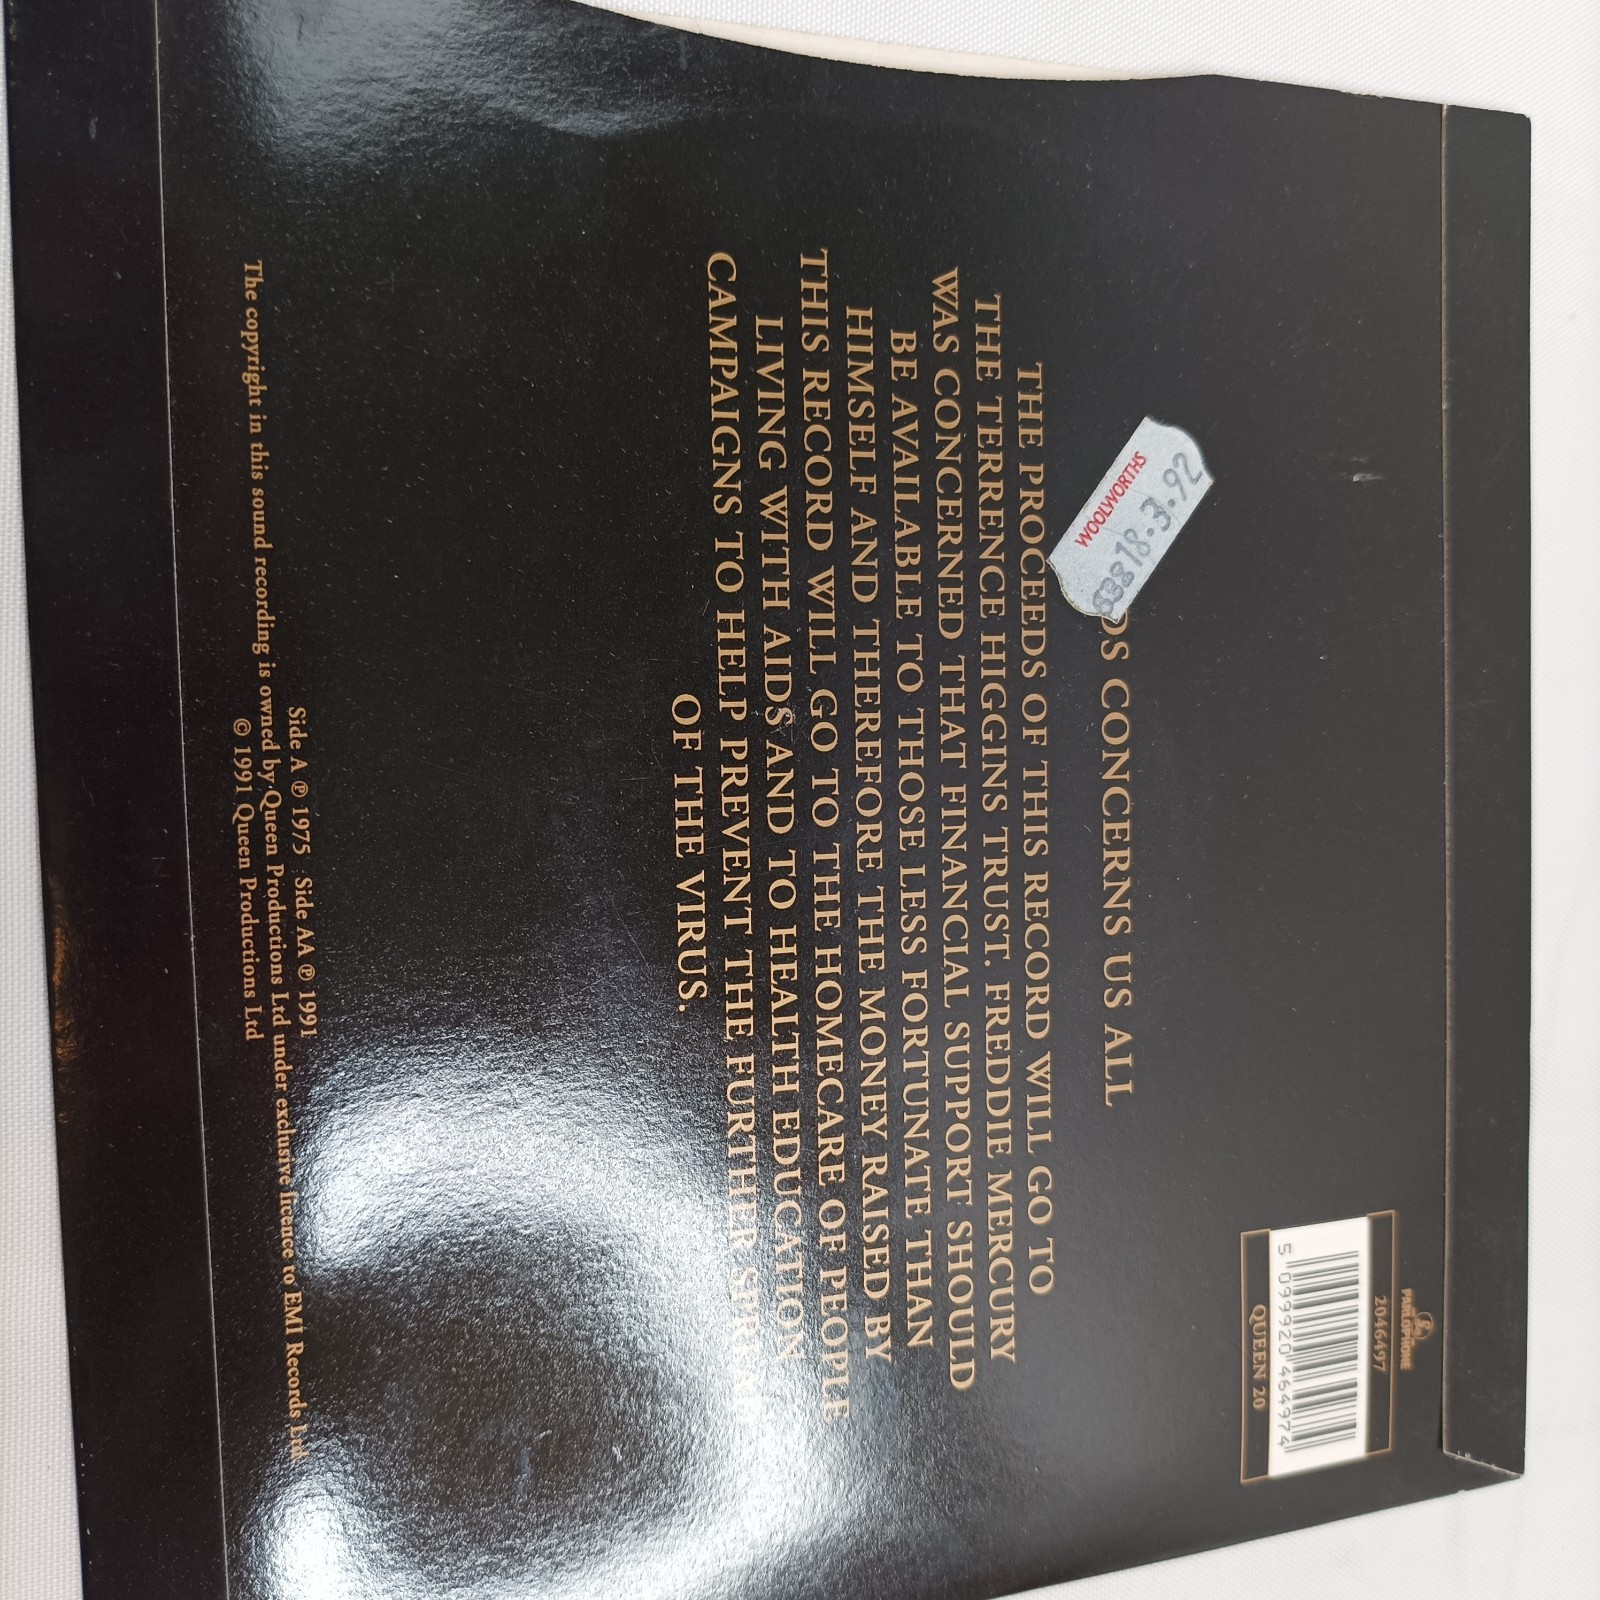 PARLOPHONE
2046497
5 099920 464974
QUEEN 20
WOOLWORTHS
18.3.92
CONCERNS US ALL
THE PROCEEDS OF THIS RECORD WILL GO TO
THE TERRENCE HIGGINS TRUST. FREDDIE MERCURY
WAS CONCERNED THAT FINANCIAL SUPPORT SHOULD
BE AVAILABLE TO THOSE LESS FORTUNATE THAN
HIMSELF AND THEREFORE THE MONEY RAISED BY
THIS RECORD WILL GO TO THE HOMECARE OF PEOPLE
LIVING WITH AIDS AND TO HEALTH EDUCATION
CAMPAIGNS TO HELP PREVENT THE FURTHER SPREAD
OF THE VIRUS.
Side A ℗ 1975 Side AA ℗ 1991
The copyright in this sound recording is owned by Queen Productions Ltd under exclusive licence to EMI Records Ltd
© 1991 Queen Productions Ltd